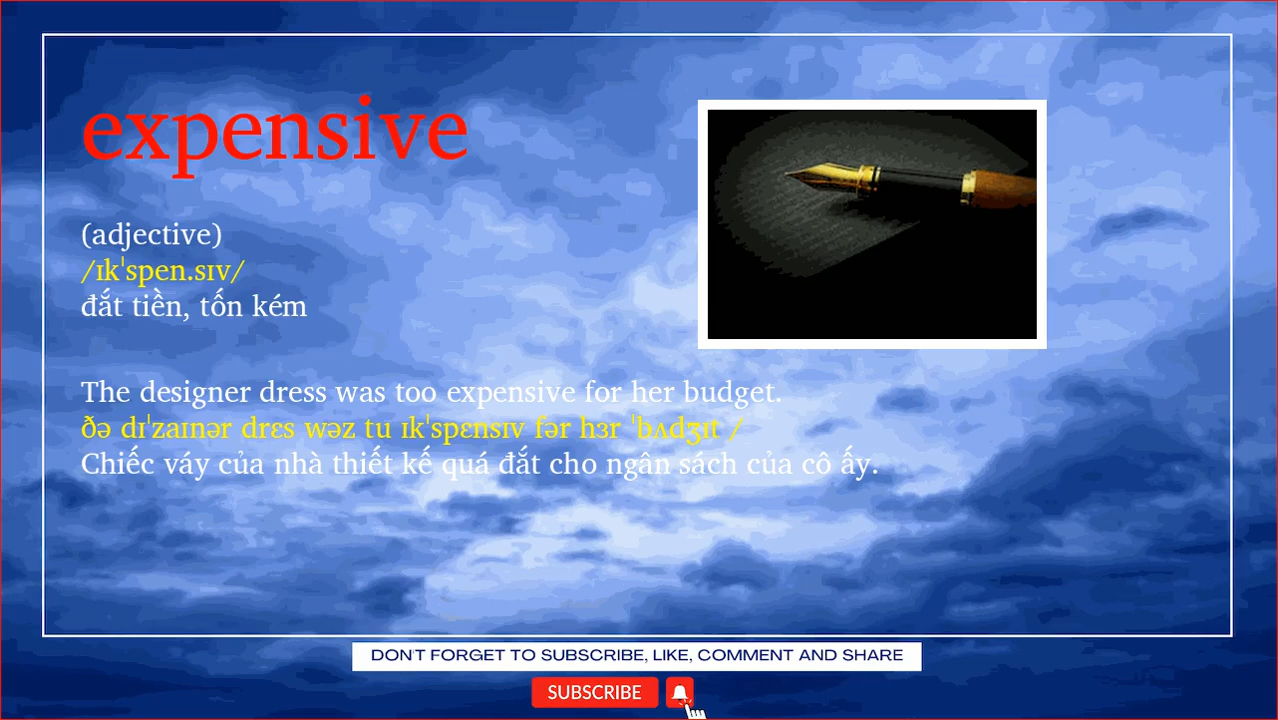 expensive
(adjective)
/ɪkˈspen.sɪv/
đắt tiền, tốn kém
The designer dress was too expensive for her budget.
ðə dɪˈzaɪnər drɛs wəz tu ɪkˈspɛnsɪv fər hɜr ˈbʌdʒɪt /
Chiếc váy của nhà thiết kế quá đắt cho ngân sách của cô ấy.
DON'T FORGET TO SUBSCRIBE, LIKE, COMMENT AND SHARE
SUBSCRIBE